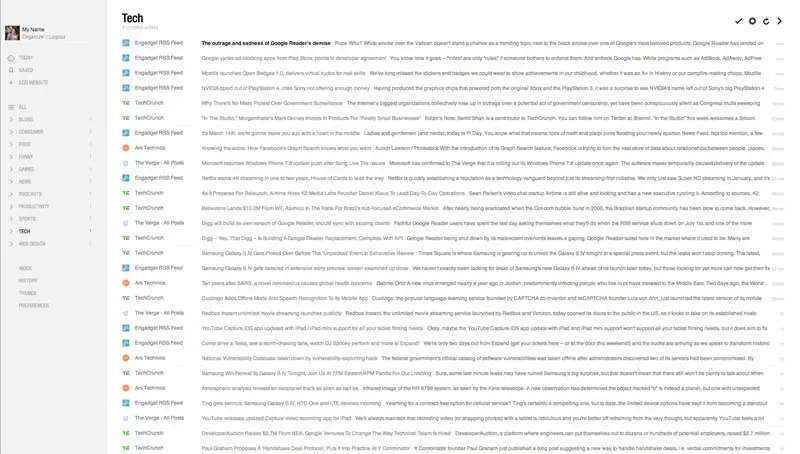 My Name
Organize | Logout
TODAY
SAVED
ADD WEBSITE
ALL
BLOGS
CONSUMER
FOOD
FUNNY
GAMES
NEWS
PODCASTS
PRODUCTIVITY
SPORTS
TECH
WEB DESIGN
INDEX
HISTORY
THEMES
PREFERENCES
Tech
Engadget RSS Feed The outrage and sadness of Google Reader's demise Pope Who? White smoke over the Vatican doesn't stand a chance as a trending topic next to the black smoke over one of Google's most beloved products. Google Reader has landed on
Engadget RSS Feed Google yanks ad-blocking apps from Play Store, points to developer agreement You know how it goes – "rules" are only "rules" if someone bothers to enforce them. And enforce Google has. While programs such as AdBlock, AdAway, AdFree
Engadget RSS Feed Mozilla launches Open Badges 1.0, delivers virtual kudos for real skills We've long missed the stickers and badges we could wear to show achievements in our childhood, whether it was an A+ in History or our campfire-making chops. Mozilla
Engadget RSS Feed NVIDIA opted out of PlayStation 4, cites Sony not offering enough money Having produced the graphics chips that powered both the original Xbox and the PlayStation 3, it was a surprise to see NVIDIA's name left out of Sony's big PlayStation 4
TechCrunch Why There's No Mass Protest Over Government Surveillance The Internet's biggest organizations collectively rose up in outrage over a potential act of government censorship, yet have been conspicuously silent as Congress mulls sweeping
TechCrunch "In The Studio," Morgenthaler's Mark Goines Invests In Products For "Really Small Businesses" Editor's Note: Semil Shah is a contributor to TechCrunch. You can follow him on Twitter at @semil. "In the Studio" this week welcomes a Silicon
Engadget RSS Feed It's March 14th: we're gonna make you a pi with a heart in the middle Ladies and gentlemen (and nerds), today is Pi Day. You know what that means: tons of math and pie(s) puns flooding your newly sparsen News Feed. Not too mention, a few
Ars Technica Knowing the score: How Facebook's Graph Search knows what you want Aurich Lawson / Thinkstock With the introduction of its Graph Search feature, Facebook is trying to turn the vast store of data about relationships between people, places,
The Verge - All Posts Microsoft resumes Windows Phone 7.8 update push after fixing Live Tile issues Microsoft has confirmed to The Verge that it is rolling out its Windows Phone 7.8 update once again. The software maker temporarily paused delivery of the update
Engadget RSS Feed Netflix wants 4K streaming in one to two years, House of Cards to lead the way Netflix is quickly establishing a reputation as a technology vanguard beyond just its streaming-first initiative. We only just saw Super HD streaming in January, and it's
TechCrunch As It Prepares For Relaunch, Airtime Hires K2 Media Labs Founder Daniel Klaus To Lead Day-To-Day Operations Sean Parker's video chat startup Airtime is still alive and kicking and has a new executive running it. According to sources, K2
TechCrunch Bebestore Lands $10.2M From W7, Atomico In The Race For Brazil's Kid-Focused eCommerce Market After nearly being eradicated when the Dot-com bubble burst in 2000, the Brazilian startup community has been slow to come back. However,
The Verge - All Posts Digg will build its own version of Google Reader, should sync with existing clients Faithful Google Reader users have spent the last day asking themselves what they'll do when the RSS service shuts down on July 1st, and one of the more
TechCrunch Digg – Yes, That Digg – Is Building A Google Reader Replacement, Complete With API Google Reader being shut down by its malevolent overlords leaves a gaping, Google Reader-sized hole in the market where it used to be. Many are
TechCrunch Samsung Galaxy S IV Gets Picked Over Before The 'Unpacked' Event In Exhaustive Review Times Square is where Samsung is gearing up to unveil the Galaxy S IV tonight at a special press event, but the leaks won't stop coming. The latest,
Engadget RSS Feed Samsung Galaxy S IV gets detailed in extensive early preview, screen examined up close We haven't exactly been lacking for leaks of Samsung's new Galaxy S IV ahead of its launch later today, but those looking for yet more can now get their fix
Ars Technica Ten years after SARS, a novel coronavirus causes global health concerns Gabriel Ortiz A new virus emerged nearly a year ago in Jordan, predominantly infecting people who live in or have traveled to the Middle East. Two days ago, the World
TechCrunch Duolingo Adds Offline Mode And Speech Recognition To Its Mobile App Duolingo, the popular language-learning service founded by CAPTCHA co-inventor and reCAPTCHA founder Luis von Ahn, just launched the latest version of its mobile
The Verge - All Posts Redbox Instant unlimited movie streaming launches publicly Redbox Instant, the unlimited movie streaming service launched by Redbox and Verizon, today opened its doors to the public in the US, as it looks to take on its established rivals
Engadget RSS Feed YouTube Capture iOS app updated with iPad / iPad mini support for all your tablet filming needs Okay, maybe the YouTube Capture iOS app update with iPad and iPad mini support won't support all your tablet filming needs, but it does aim to fix
Engadget RSS Feed Come drive a Tesla, see a storm-chasing tank, watch DJ Spooky perform and more at Expand! We're only two days out from Expand (get your tickets here – or at the door this weekend!) and the trucks are arriving as we speak to transform historic
Ars Technica National Vulnerability Database taken down by vulnerability-exploiting hack The federal government's official catalog of software vulnerabilities was taken offline after administrators discovered two of its servers had been compromised. By
TechCrunch Samsung Will Reveal Its Galaxy S IV Tonight, Join Us At 7PM Eastern/4PM Pacific For Our Liveblog Sure, some last minute leaks may have ruined Samsung's big surprise, but that doesn't mean that there still won't be plenty to talk about when
Ars Technica Atmospheric analysis reveals an exoplanet that's as alien as can be Infrared image of the HR 8799 system, as seen by the Keck telescope. A new observation has determined the object marked "c" is indeed a planet, but one with unexpected
Engadget RSS Feed Ting gets serious: Samsung Galaxy S III, HTC One and LTE devices incoming Yearning for a contract-free option for cellular service? Ting's certainly a compelling one, but to date, the limited device options have kept it from becoming a standout
The Verge - All Posts YouTube releases upsized Capture video recording app for iPad We'll always maintain that recording video (or snapping photos) with a tablet is ridiculous and you're better off refraining from the very thought, but apparently YouTube feels a bit
TechCrunch DeveloperAuction Raises $2.7M From NEA, Google Ventures To Change The Way Technical Talent Is Hired DeveloperAuction, a platform where engineers can put themselves out to dozens or hundreds of potential employers, raised $2.7 million
TechCrunch Paul Graham Proposes A 'Handshake Deal Protocol,' Puts It Into Practice At Y Combinator Y Combinator founder Paul Graham just published a blog post suggesting a new way to handle handshake deals, i.e. verbal commitments for investments